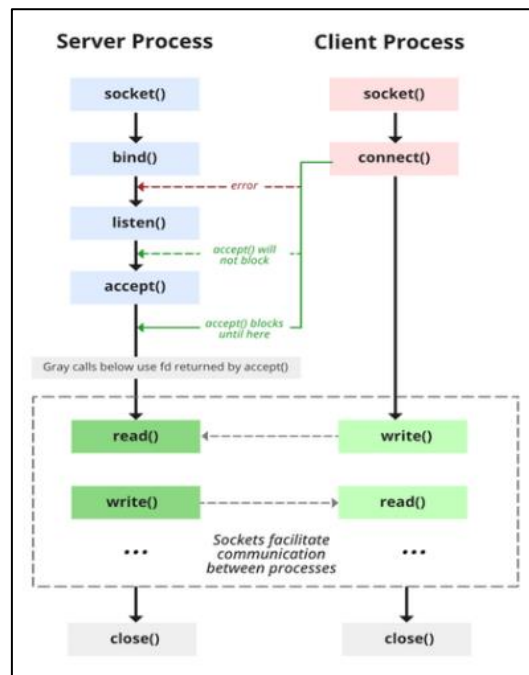 Server Process
Client Process
socket()
socket()
bind()
connect()
error
listen()
accept() will
not block
accept()
accept() blocks
until here
Gray calls below use fd returned by accept()
read()
write()
write()
read()
...
Sockets facilitate
communication
between processes
...
close()
close()